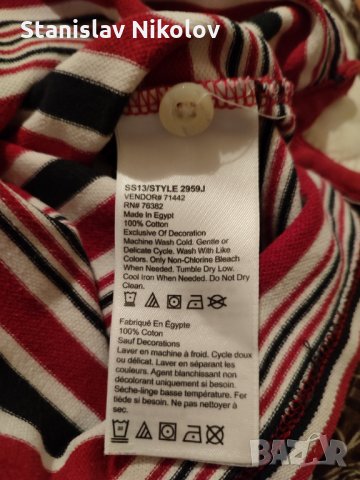 Stanislav Nikolov
SS13/STYLE 2959J
VENDOR# 71442
RN# 76382
Made In Egypt
100% Cotton
Exclusive Of Decoration
Machine Wash Cold. Gentle or
Delicate Cycle. Wash With Like
Colors. Only Non-Chlorine Bleach
When Needed. Tumble Dry Low.
Cool Iron When Needed. Do Not Dry
Clean.
Fabriqué En Égypte
100% Coton
Sauf Decorations
Laver en machine à froid. Cycle doux
ou délicat. Laver en séparant les
couleurs. Agent blanchissant non
décolorant uniquement si besoin.
Sèche-linge basse température. Fer
tiède si besoin. Ne pas nettoyer à
sec.
BAZAR